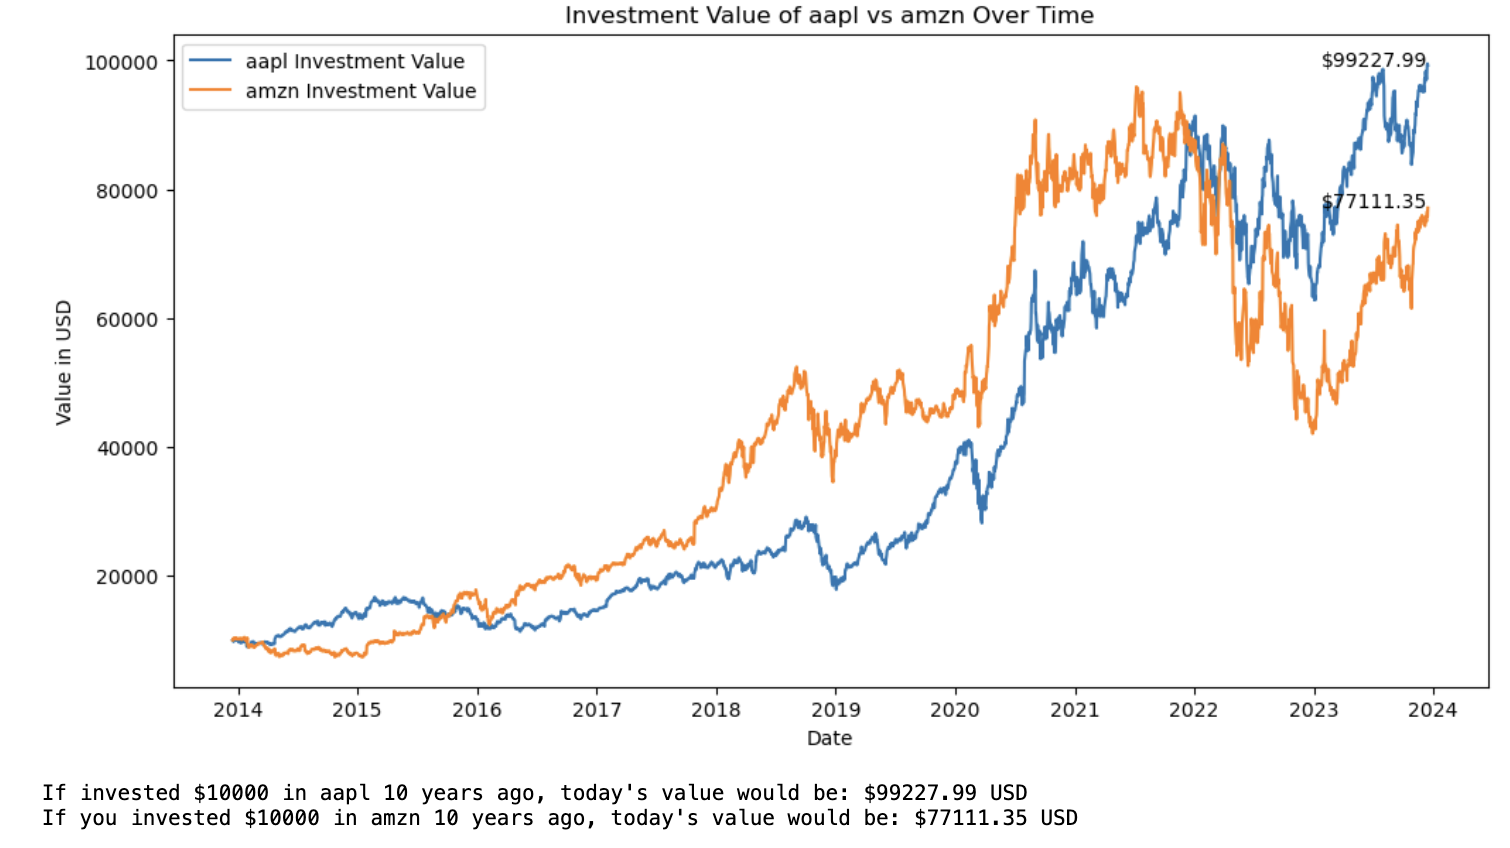 Investment Value of aapl vs amzn Over Time
aapl Investment Value
amzn Investment Value
$99227.99
$77111.35
Value in USD
100000
80000
60000
40000
20000
2014 2015 2016 2017 2018 2019 2020 2021 2022 2023 2024
Date
If invested $10000 in aapl 10 years ago, today's value would be: $99227.99 USD
If you invested $10000 in amzn 10 years ago, today's value would be: $77111.35 USD